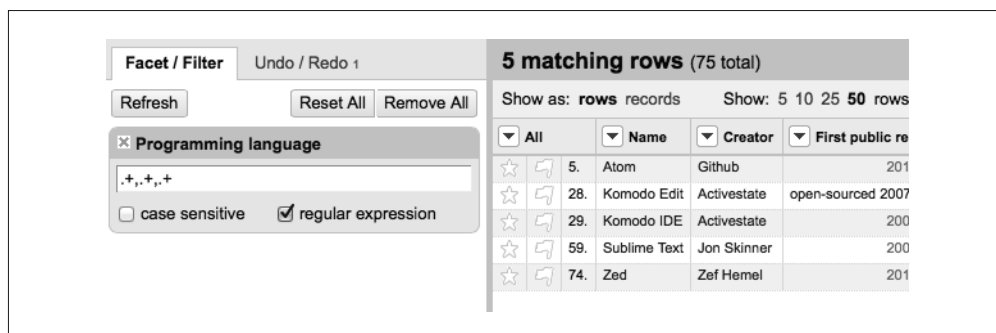 Facet / Filter Undo / Redo 1
Refresh Reset All Remove All
Programming language
.+,.+,.+
case sensitive regular expression
5 matching rows (75 total)
Show as: rows records Show: 5 10 25 50 rows
All Name Creator First public re
5. Atom Github 201
28. Komodo Edit Activestate open-sourced 2007
29. Komodo IDE Activestate 200
59. Sublime Text Jon Skinner 200
74. Zed Zef Hemel 201